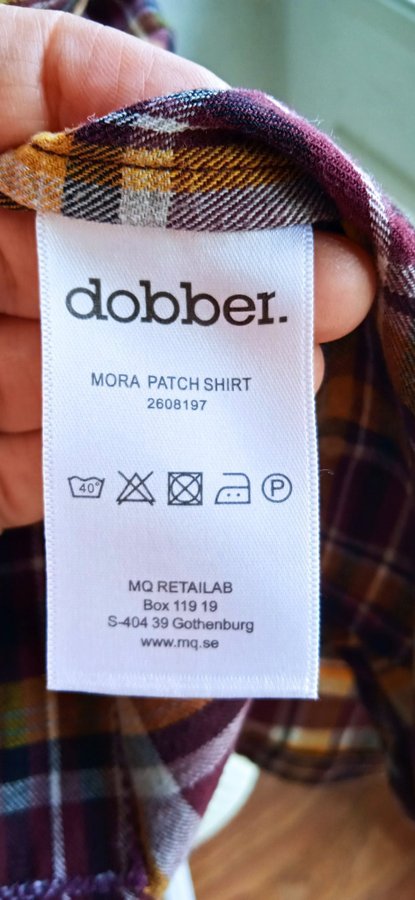 dobber.
MORA PATCH SHIRT
2608197
40° P
MQ RETAILAB
Box 119 19
S-404 39 Gothenburg
www.mq.se